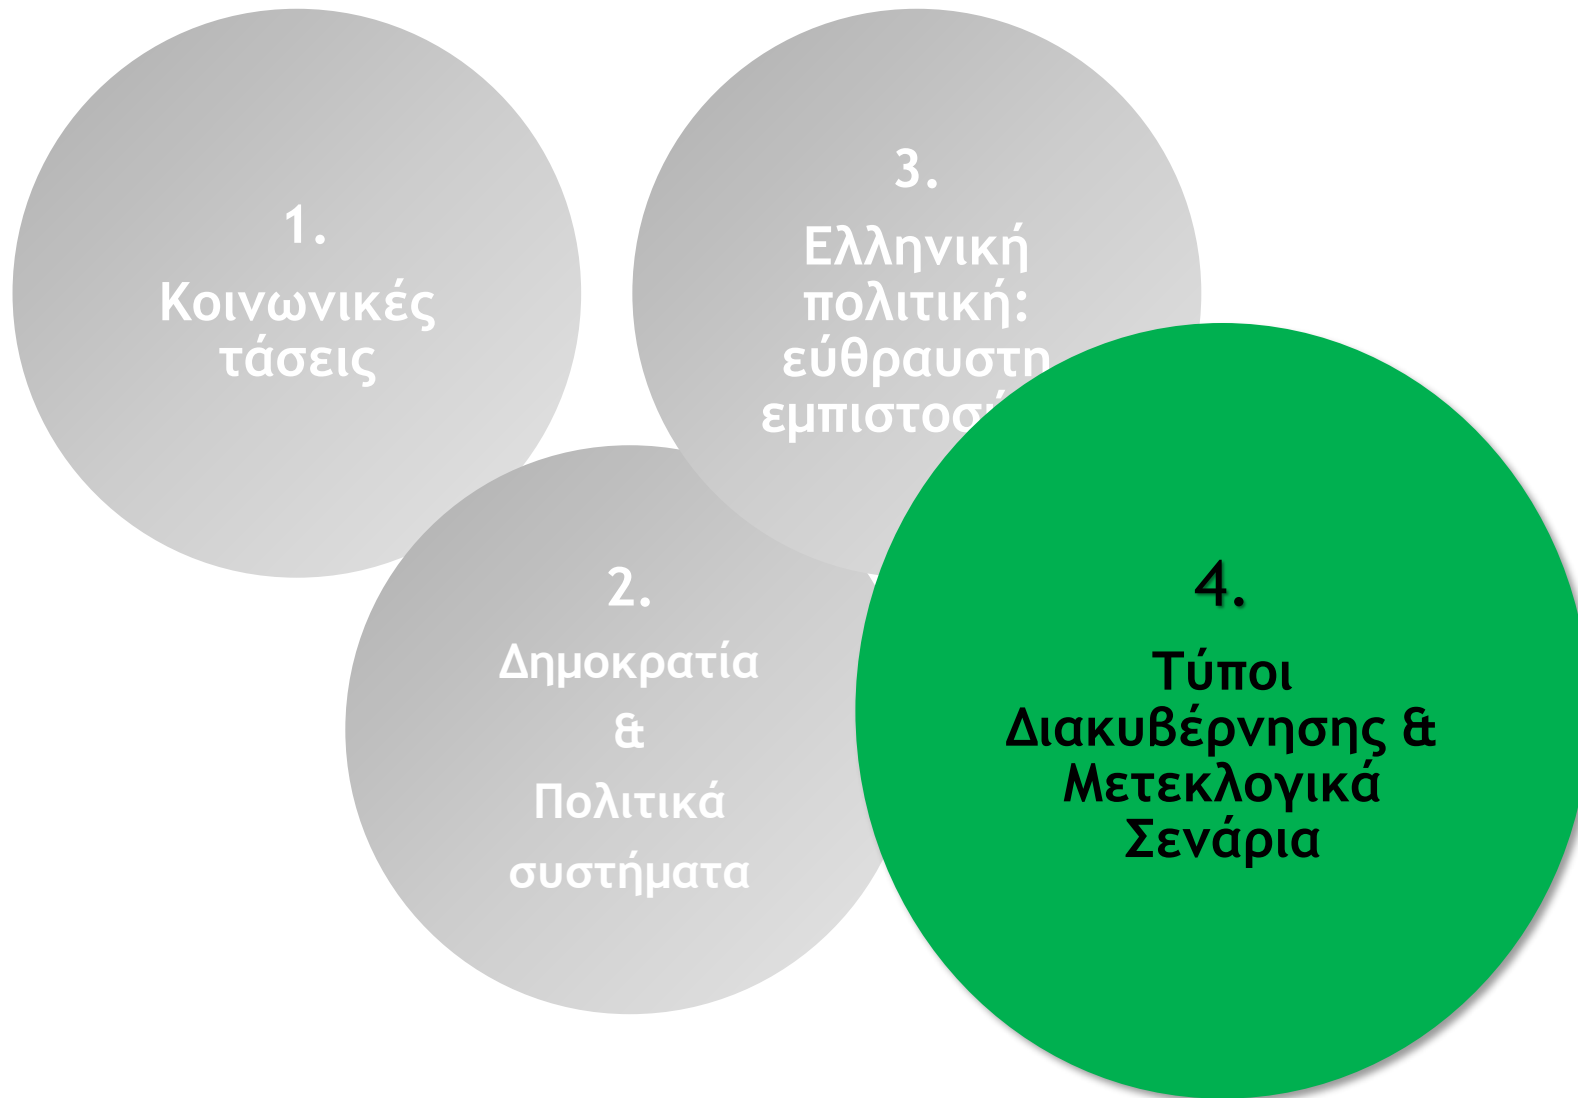 1.
Κοινωνικές
τάσεις
2.
Δημοκρατία
&
Πολιτικά
συστήματα
3.
Ελληνική
πολιτική:
εύθραυστη
4.
Τύποι
Διακυβέρνησης &
Μετεκλογικά
Σενάρια